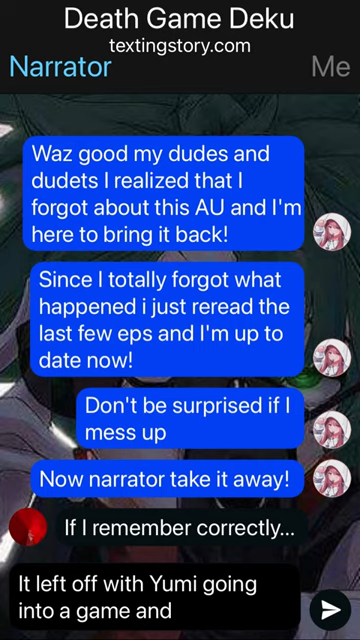 Death Game Deku
textingstory.com
Narrator
Me
Waz good my dudes and
dudets I realized that I
forgot about this AU and I'm
here to bring it back!
Since I totally forgot what
happened i just reread the
last few eps and I'm up to
date now!
Don't be surprised if I
mess up
Now narrator take it away!
If I remember correctly...
It left off with Yumi going
into a game and